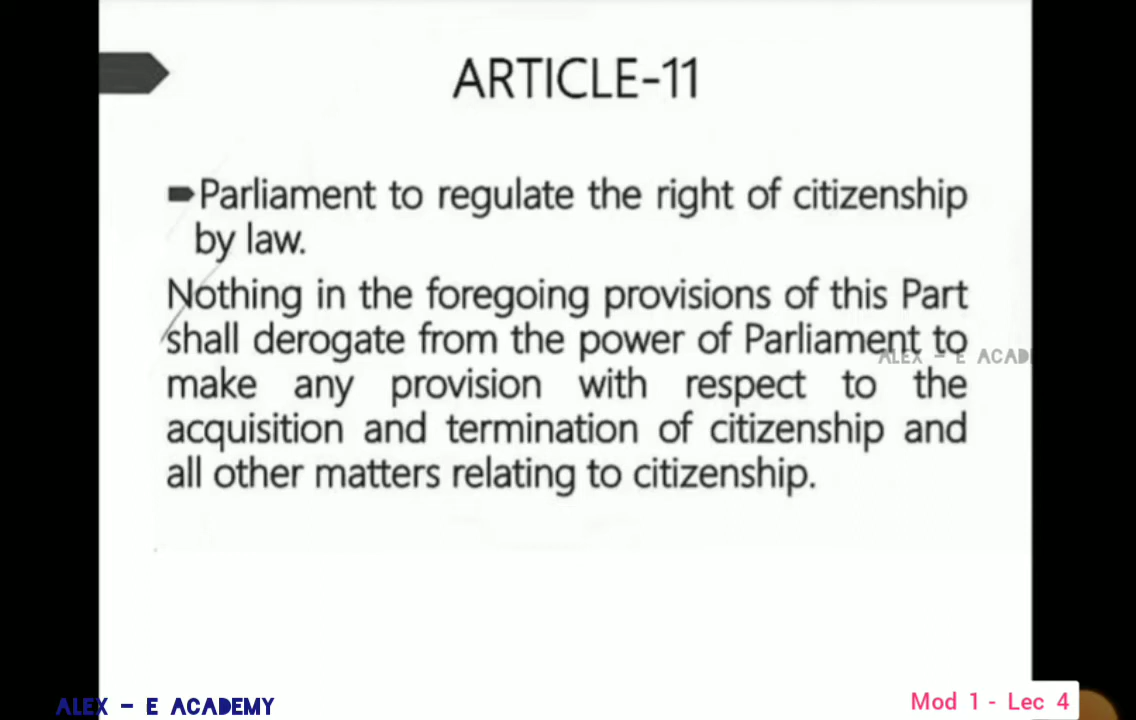 ARTICLE-11
Parliament to regulate the right of citizenship
by law.
Nothing in the foregoing provisions of this Part
shall derogate from the power of Parliament to
make any provision with respect to the
acquisition and termination of citizenship and
all other matters relating to citizenship.
ALEX - E ACAD
ALEX - E ACADEMY
Mod 1 - Lec 4